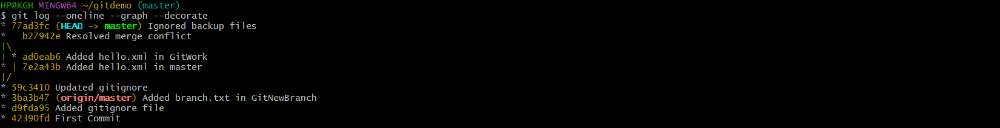 HP@KGH MINGW64 ~/gitdemo (master)
$ git log --oneline --graph --decorate
* 77ad3fc (HEAD -> master) Ignored backup files
*   b27942e Resolved merge conflict
|\
| * ad0eab6 Added hello.xml in GitWork
* | 7e2a43b Added hello.xml in master
|/
* 59c3410 Updated gitignore
* 3ba3b47 (origin/master) Added branch.txt in GitNewBranch
* d9fda95 Added gitignore file
* 42390fd First Commit